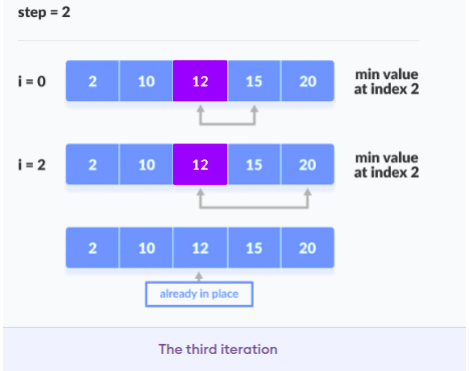 step = 2
i = 0 2 10 12 15 20 min value
at index 2
i = 2 2 10 12 15 20 min value
at index 2
2 10 12 15 20
already in place
The third iteration